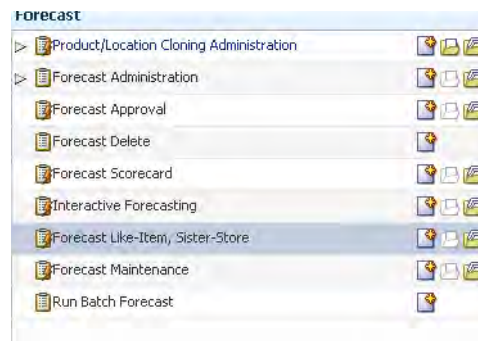 Forecast
Product/Location Cloning Administration
Forecast Administration
Forecast Approval
Forecast Delete
Forecast Scorecard
Interactive Forecasting
Forecast Like-Item, Sister-Store
Forecast Maintenance
Run Batch Forecast